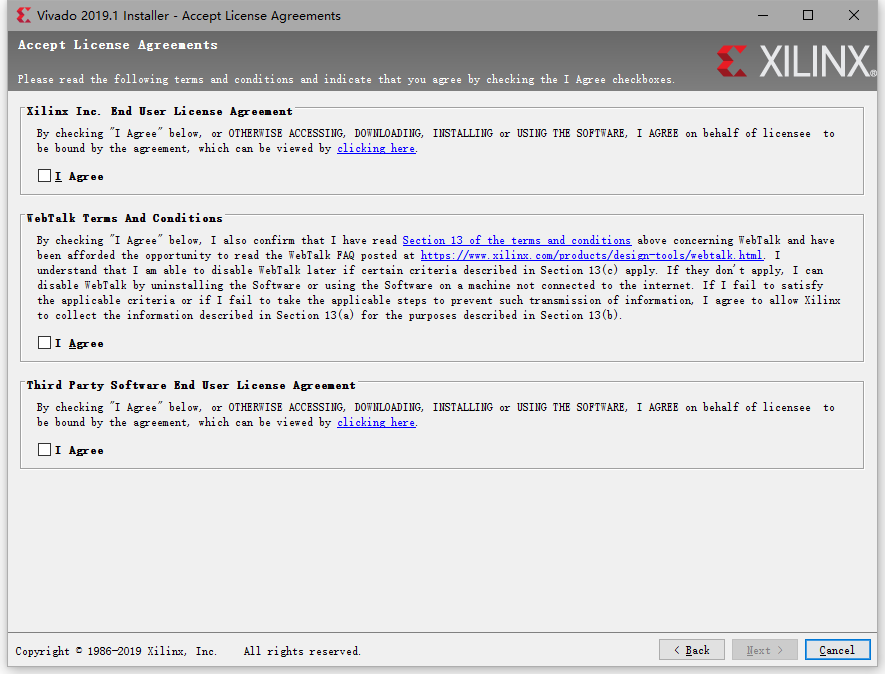 Vivado 2019.1 Installer - Accept License Agreements
Accept License Agreements
XILINX®
Please read the following terms and conditions and indicate that you agree by checking the I Agree checkboxes.
Xilinx Inc. End User License Agreement
By checking "I Agree" below, or OTHERWISE ACCESSING, DOWNLOADING, INSTALLING or USING THE SOFTWARE, I AGREE on behalf of licensee to
be bound by the agreement, which can be viewed by clicking here.
I Agree
WebTalk Terms And Conditions
By checking "I Agree" below, I also confirm that I have read Section 13 of the terms and conditions above concerning WebTalk and have
been afforded the opportunity to read the WebTalk FAQ posted at https://www.xilinx.com/products/design-tools/webtalk.html. I
understand that I am able to disable WebTalk later if certain criteria described in Section 13(c) apply. If they don't apply, I can
disable WebTalk by uninstalling the Software or using the Software on a machine not connected to the internet. If I fail to satisfy
the applicable criteria or if I fail to take the applicable steps to prevent such transmission of information, I agree to allow Xilinx
to collect the information described in Section 13(a) for the purposes described in Section 13(b).
I Agree
Third Party Software End User License Agreement
By checking "I Agree" below, or OTHERWISE ACCESSING, DOWNLOADING, INSTALLING or USING THE SOFTWARE, I AGREE on behalf of licensee to
be bound by the agreement, which can be viewed by clicking here.
I Agree
Copyright © 1986-2019 Xilinx, Inc. All rights reserved.
< Back
Next >
Cancel